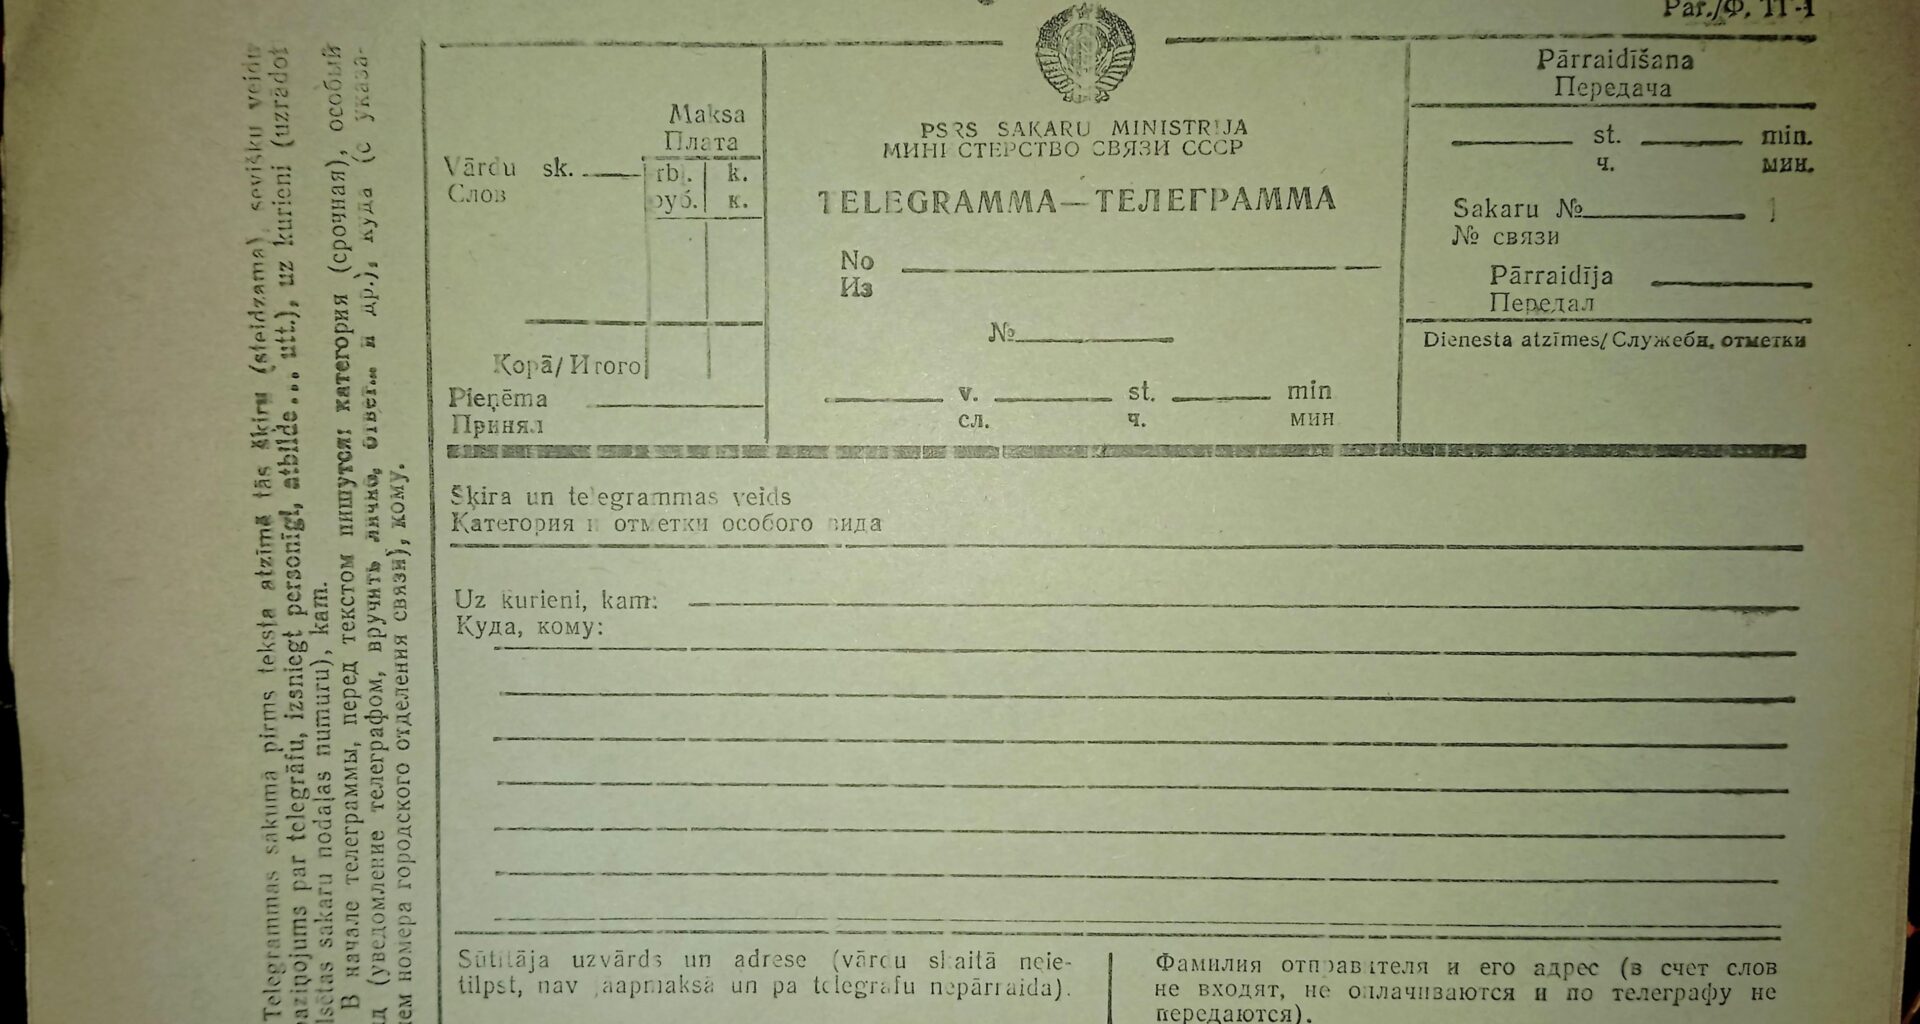 Par./Ф. ТГ-1
Maksa
Плата
Vārdu sk.
Слов
rbļ. k.
руб. к.
Kopā/Итого
Pieņēma
Принял
PSRS SAKARU MINISTRIJA
МИНИСТЕРСТВО СВЯЗИ СССР
TELEGRAMMA—ТЕЛЕГРАММА
No
Из
№
v. st. min
сл. ч. мин
Pārraidīšana
Передача
st. min.
ч. мин.
Sakaru №
№ связи
Pārraidīja
Передал
Dienesta atzīmes/Служебн. отметки
Šķira un telegrammas veids
Категория и отметки особого вида
Uz kurieni, kam:
Куда, кому:
Sūtītāja uzvārds un adrese (vārdu skaitā neie-
tilpst, nav jāapmaksā un pa telegrāfu nepārraida).
Фамилия отправителя и его адрес (в счет слов
не входят, не оплачиваются и по телеграфу не
передаются).
Telegrammas sākumā pirms teksta atzīmē tās šķiru (steidzama), sevišķu veidu
paziņojums par telegrāfu, izsniegt personīgi, atbilde... utt.), uz kurieni (uzrādot
sakaru nodaļas numuru), kam.
В начале телеграммы, перед текстом пишутся: категория (срочная), особый
(уведомление телеграфом, вручить лично, ответ... и др.), куда (с указа-
номера городского отделения связи), кому.